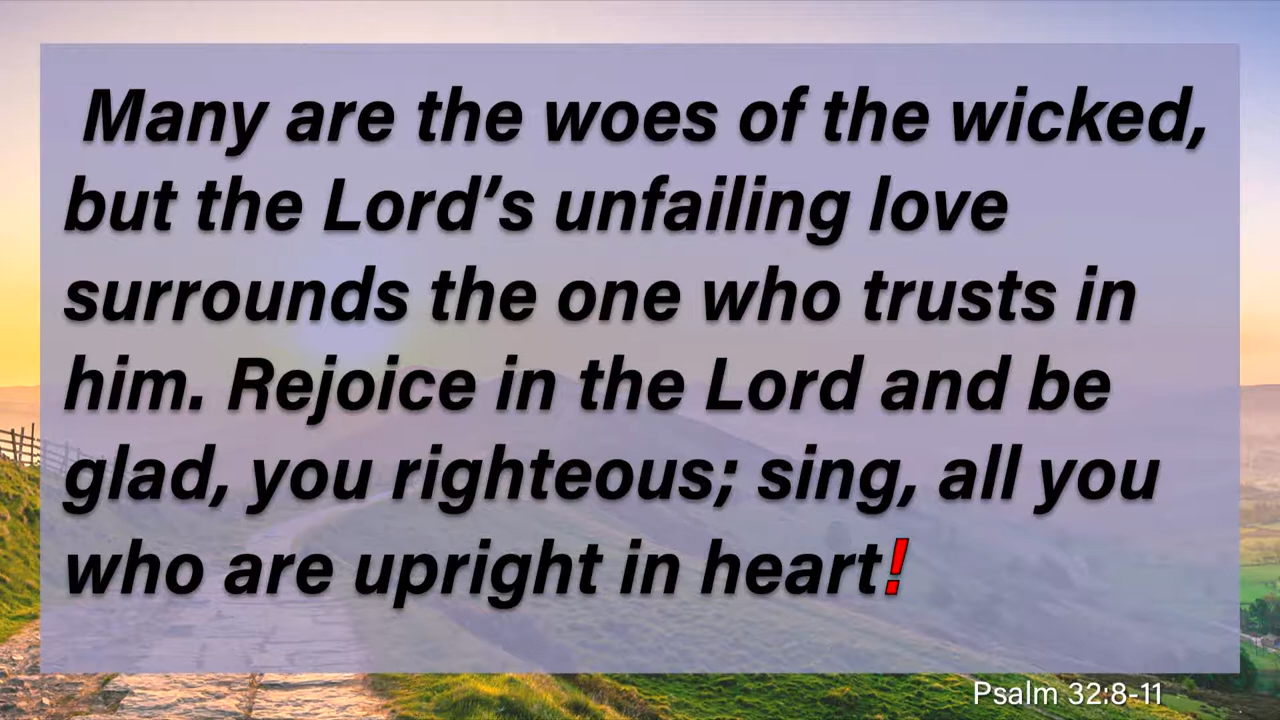 Many are the woes of the wicked,
but the Lord’s unfailing love
surrounds the one who trusts in
him. Rejoice in the Lord and be
glad, you righteous; sing, all you
who are upright in heart!
Psalm 32:8-11